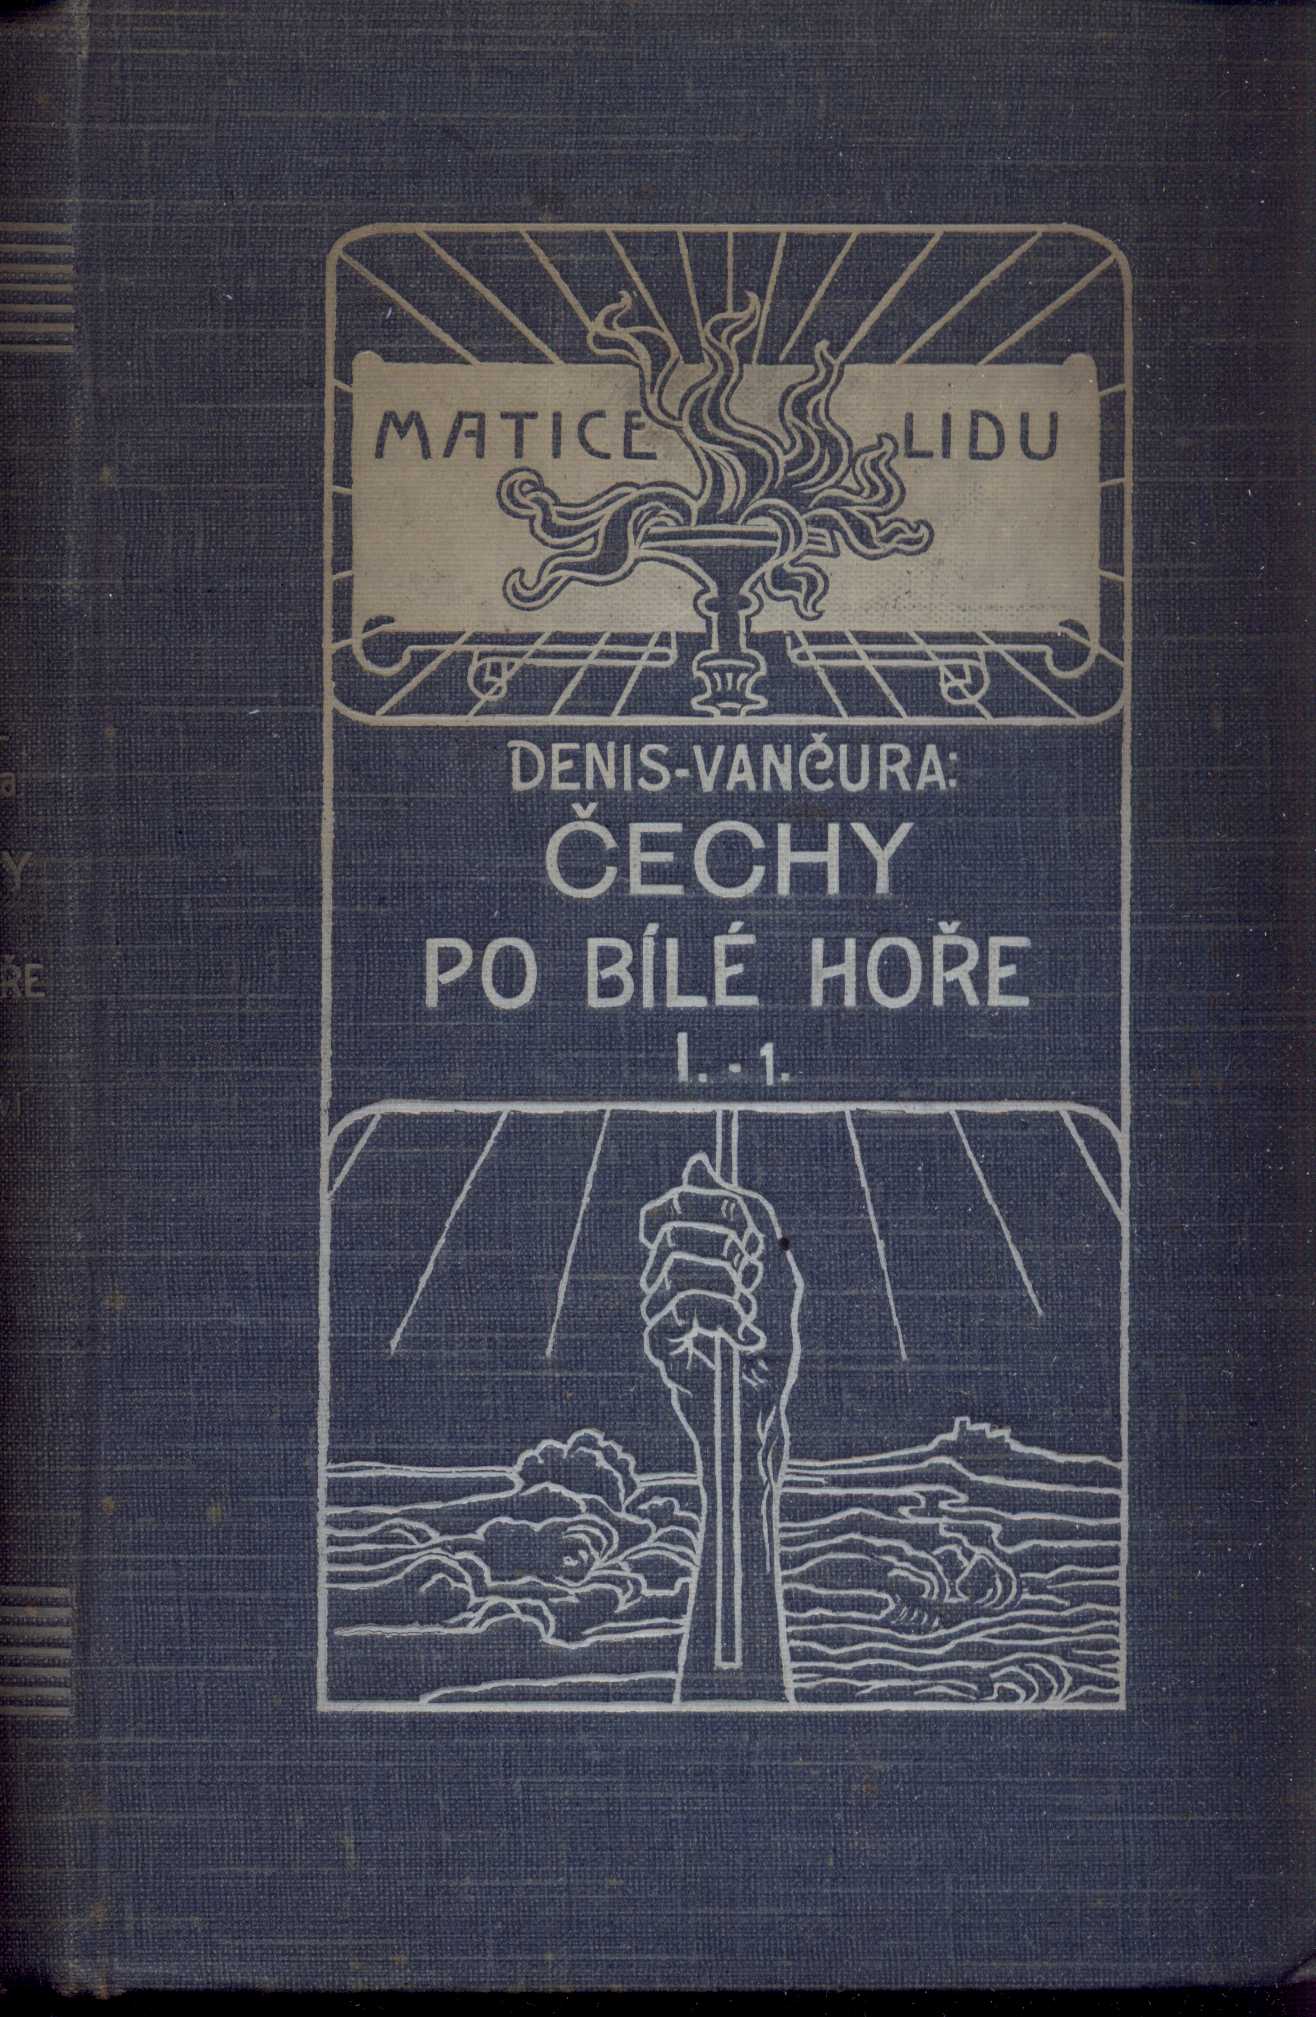 MATICE LIDU
DENIS-VANČURA:
ČECHY
PO BÍLÉ HOŘE
I. - 1.